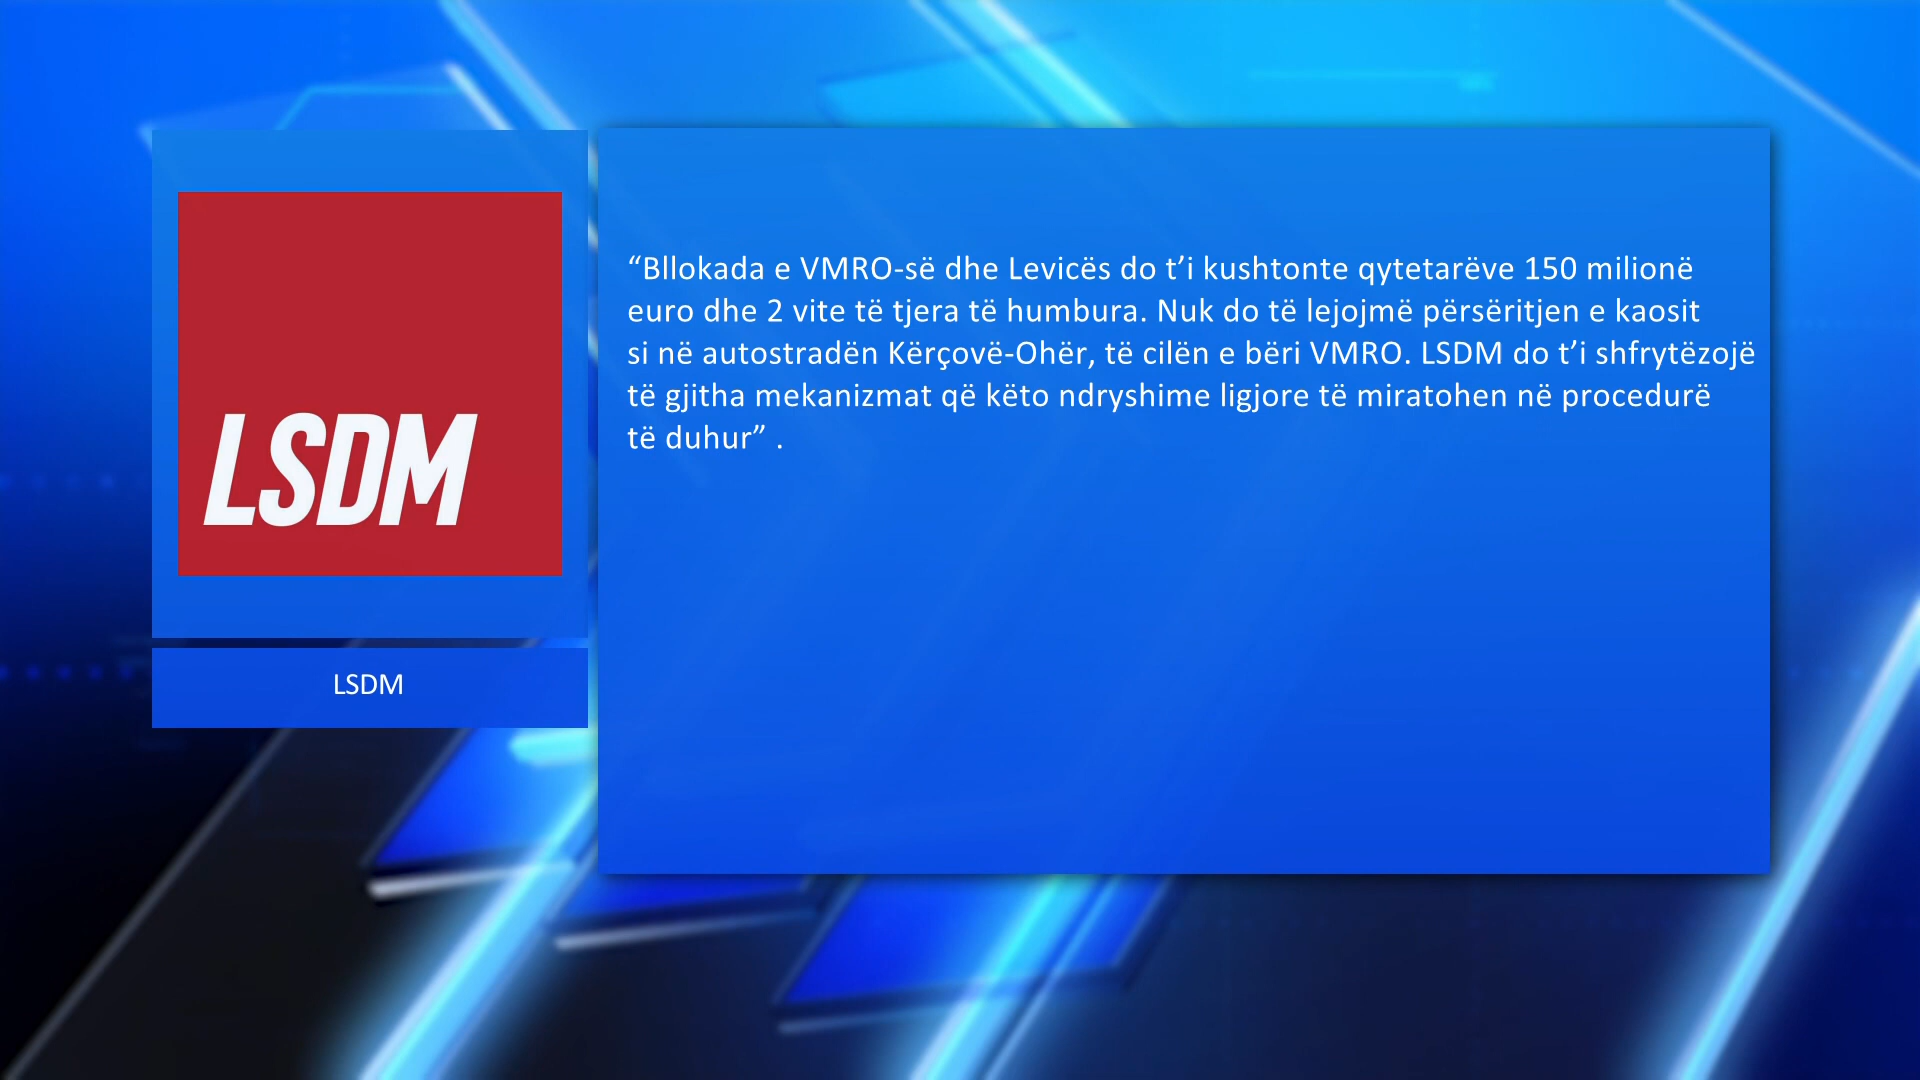 LSDM
LSDM
“Bllokada e VMRO-së dhe Levicës do t’i kushtonte qytetarëve 150 milionë
euro dhe 2 vite të tjera të humbura. Nuk do të lejojmë përsëritjen e kaosit
si në autostradën Kërçovë-Ohër, të cilën e bëri VMRO. LSDM do t’i shfrytëzojë
të gjitha mekanizmat që këto ndryshime ligjore të miratohen në procedurë
të duhur” .